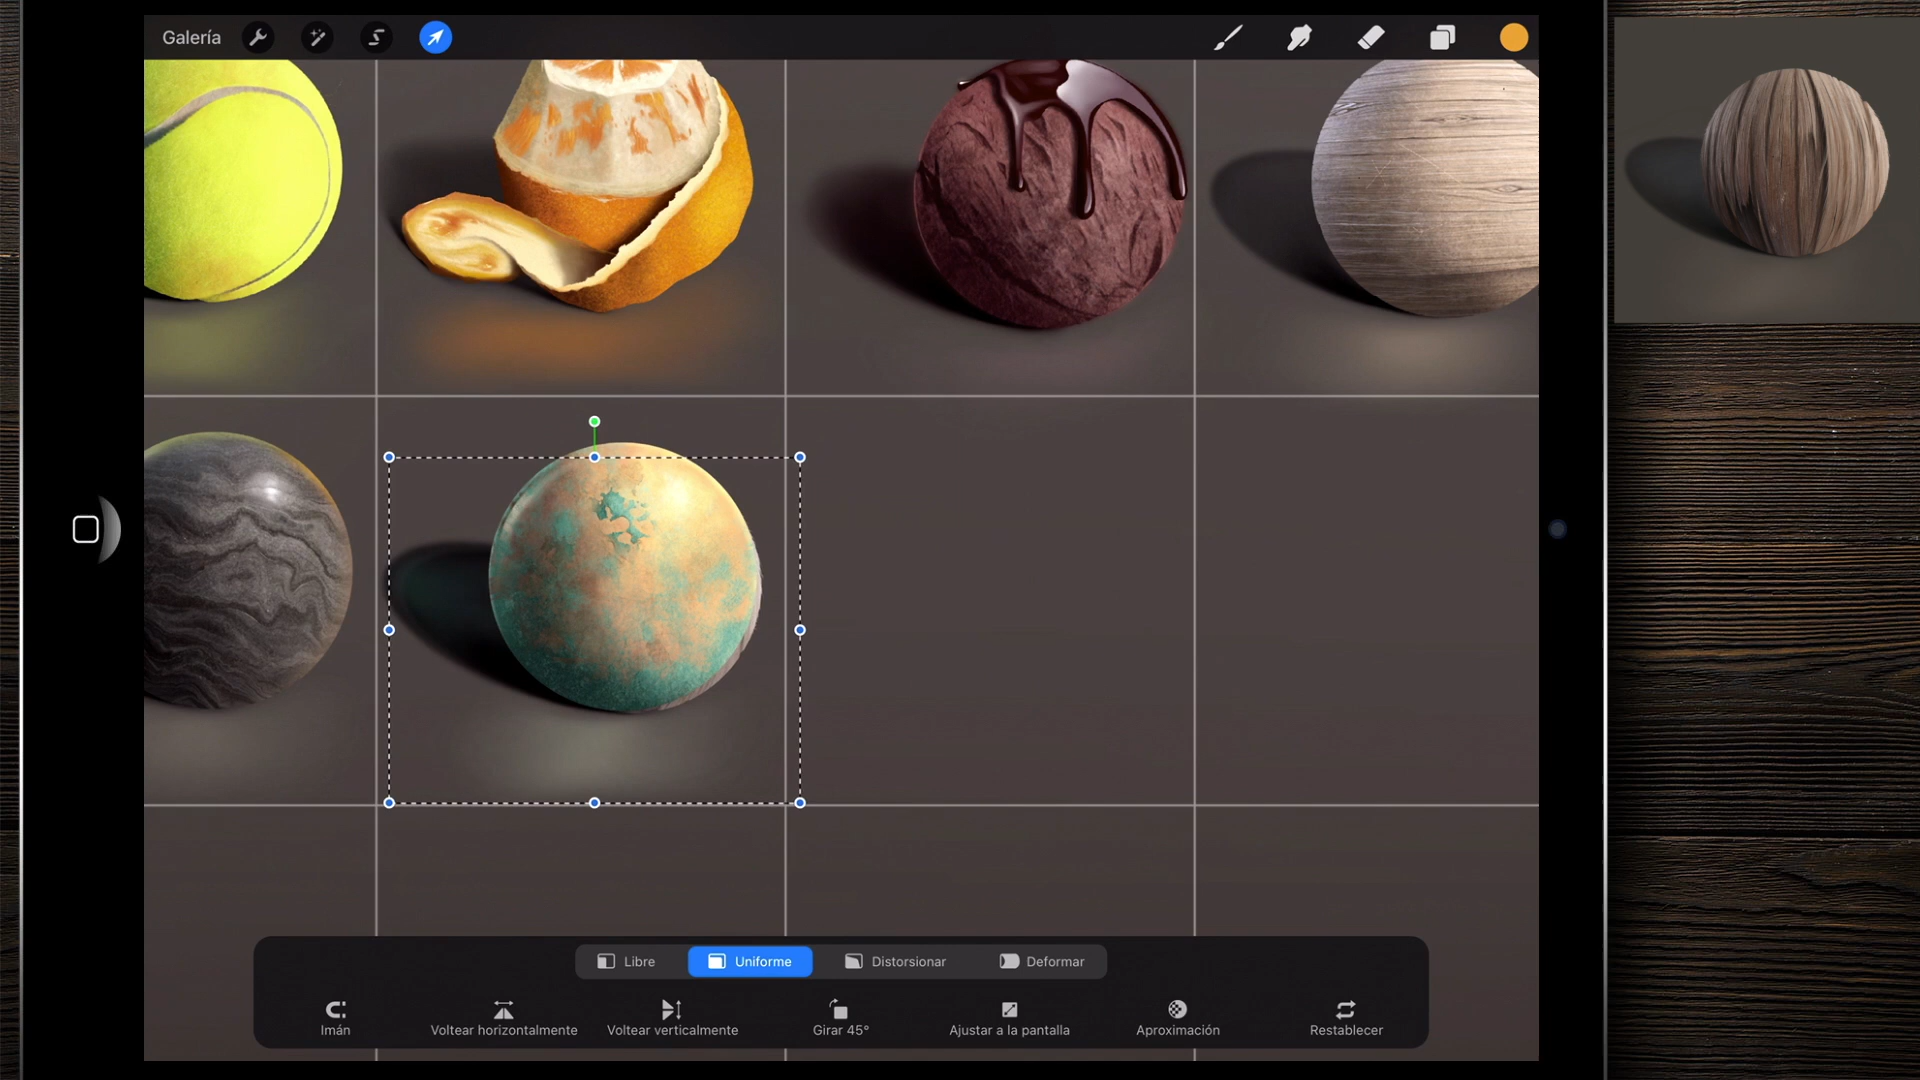 Galería
Libre
Uniforme
Distorsionar
Deformar
Imán
Voltear horizontalmente
Voltear verticalmente
Girar 45°
Ajustar a la pantalla
Aproximación
Restablecer